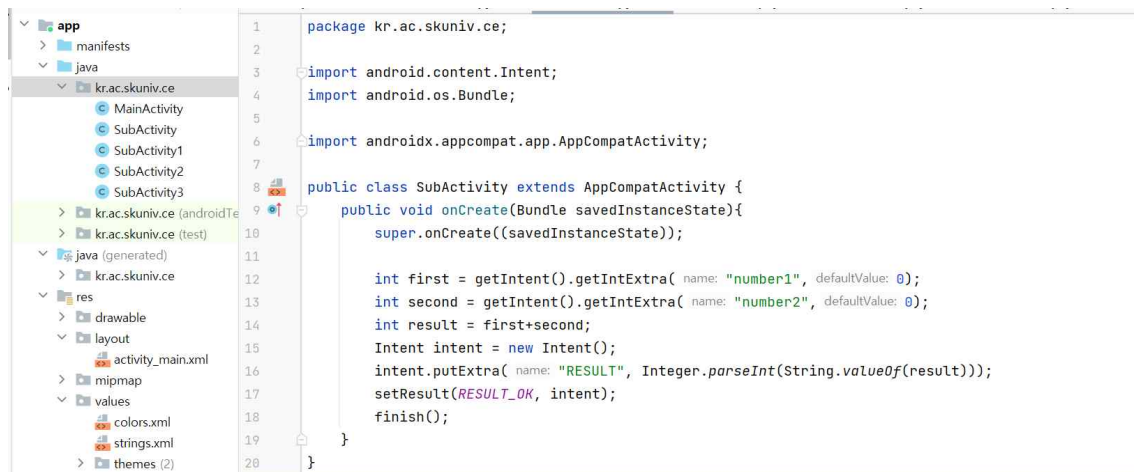 app
manifests
java
kr.ac.skuniv.ce
MainActivity
SubActivity
SubActivity1
SubActivity2
SubActivity3
kr.ac.skuniv.ce (androidTe
kr.ac.skuniv.ce (test)
java (generated)
kr.ac.skuniv.ce
res
drawable
layout
activity_main.xml
mipmap
values
colors.xml
strings.xml
themes (2)
1 package kr.ac.skuniv.ce;
2
3 import android.content.Intent;
4 import android.os.Bundle;
5
6 import androidx.appcompat.app.AppCompatActivity;
7
8 public class SubActivity extends AppCompatActivity {
9 public void onCreate(Bundle savedInstanceState){
10 super.onCreate((savedInstanceState));
11
12 int first = getIntent().getIntExtra( name: "number1", defaultValue: 0);
13 int second = getIntent().getIntExtra( name: "number2", defaultValue: 0);
14 int result = first+second;
15 Intent intent = new Intent();
16 intent.putExtra( name: "RESULT", Integer.parseInt(String.valueOf(result)));
17 setResult(RESULT_OK, intent);
18 finish();
19 }
20 }